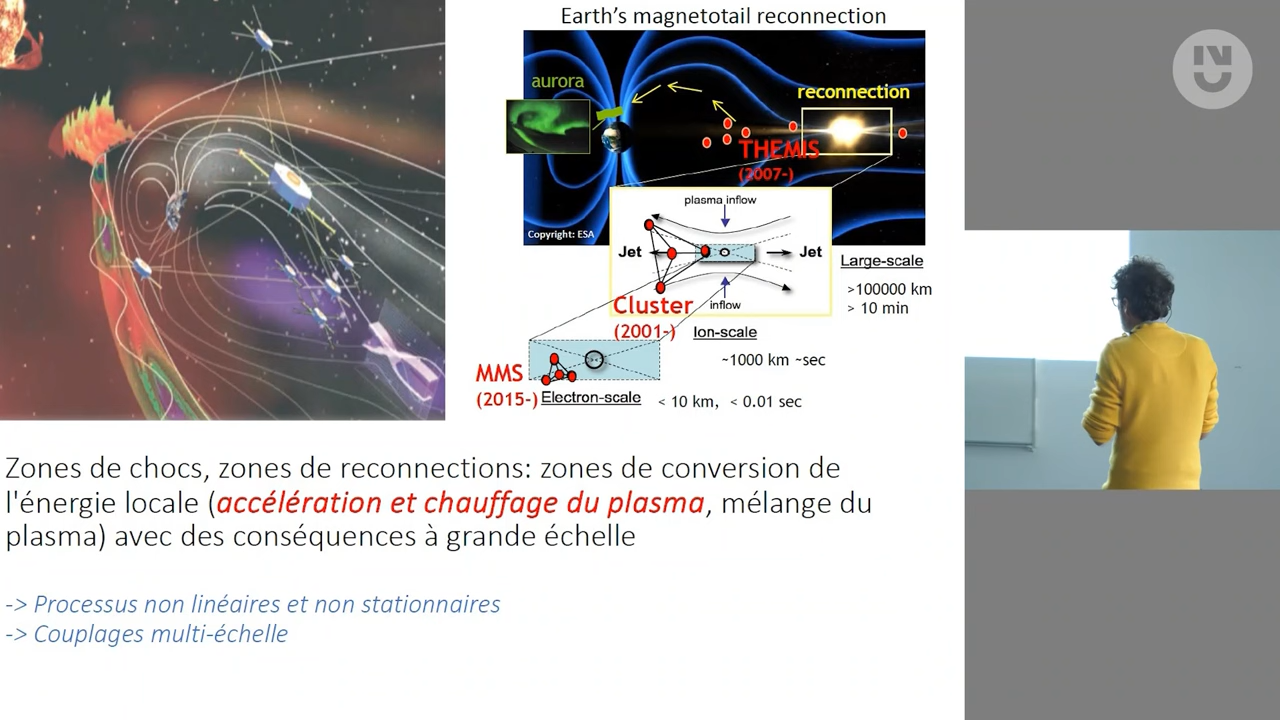 Earth's magnetotail reconnection
aurora
reconnection
THEMIS
(2007-)
plasma inflow
Copyright: ESA
Jet
Jet
Large-scale
>100000 km
> 10 min
Cluster
(2001-)
inflow
Ion-scale
~1000 km ~sec
MMS
(2015-)
Electron-scale
< 10 km, < 0.01 sec
Zones de chocs, zones de reconnections: zones de conversion de
l'énergie locale (accélération et chauffage du plasma, mélange du
plasma) avec des conséquences à grande échelle
-> Processus non linéaires et non stationnaires
-> Couplages multi-échelle